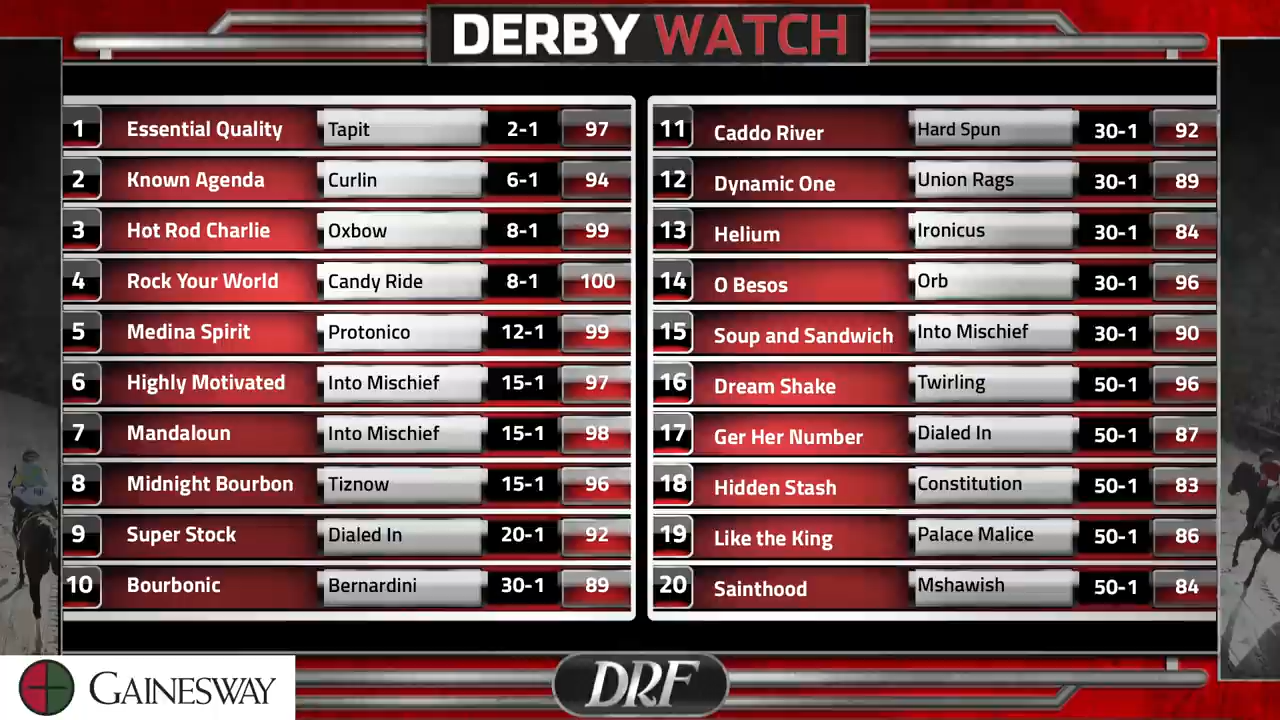 DERBY WATCH
1 Essential Quality Tapit 2-1 97
2 Known Agenda Curlin 6-1 94
3 Hot Rod Charlie Oxbow 8-1 99
4 Rock Your World Candy Ride 8-1 100
5 Medina Spirit Protonico 12-1 99
6 Highly Motivated Into Mischief 15-1 97
7 Mandaloun Into Mischief 15-1 98
8 Midnight Bourbon Tiznow 15-1 96
9 Super Stock Dialed In 20-1 92
10 Bourbonic Bernardini 30-1 89
11 Caddo River Hard Spun 30-1 92
12 Dynamic One Union Rags 30-1 89
13 Helium Ironicus 30-1 84
14 O Besos Orb 30-1 96
15 Soup and Sandwich Into Mischief 30-1 90
16 Dream Shake Twirling 50-1 96
17 Ger Her Number Dialed In 50-1 87
18 Hidden Stash Constitution 50-1 83
19 Like the King Palace Malice 50-1 86
20 Sainthood Mshawish 50-1 84
GAINESWAY
DRF